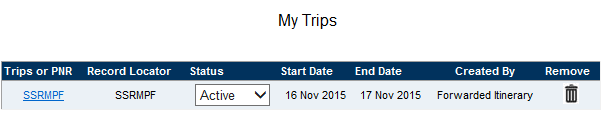 My Trips
Trips or PNR Record Locator Status Start Date End Date Created By Remove
SSRMPF SSRMPF Active 16 Nov 2015 17 Nov 2015 Forwarded Itinerary